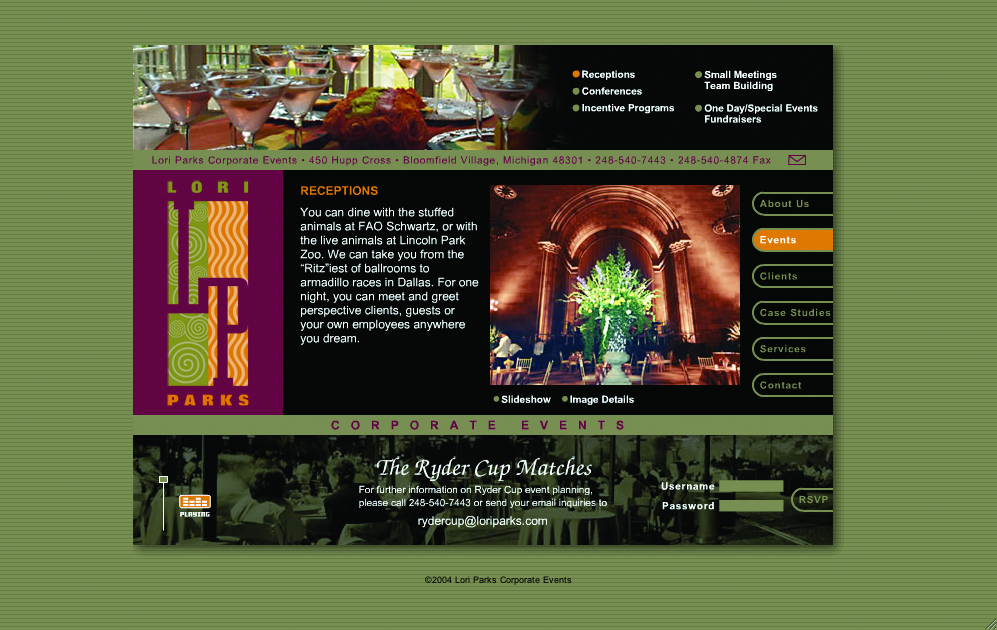 Receptions
Conferences
Incentive Programs
Small Meetings
Team Building
One Day/Special Events
Fundraisers
Lori Parks Corporate Events • 450 Hupp Cross • Bloomfield Village, Michigan 48301 • 248-540-7443 • 248-540-4874 Fax
LORI
LP
PARKS
RECEPTIONS
You can dine with the stuffed
animals at FAO Schwartz, or with
the live animals at Lincoln Park
Zoo. We can take you from the
“Ritz”iest of ballrooms to
armadillo races in Dallas. For one
night, you can meet and greet
perspective clients, guests or
your own employees anywhere
you dream.
Slideshow
Image Details
About Us
Events
Clients
Case Studies
Services
Contact
CORPORATE EVENTS
The Ryder Cup Matches
For further information on Ryder Cup event planning,
please call 248-540-7443 or send your email inquiries to
rydercup@loriparks.com
PLAYING
Username
Password
RSVP
©2004 Lori Parks Corporate Events